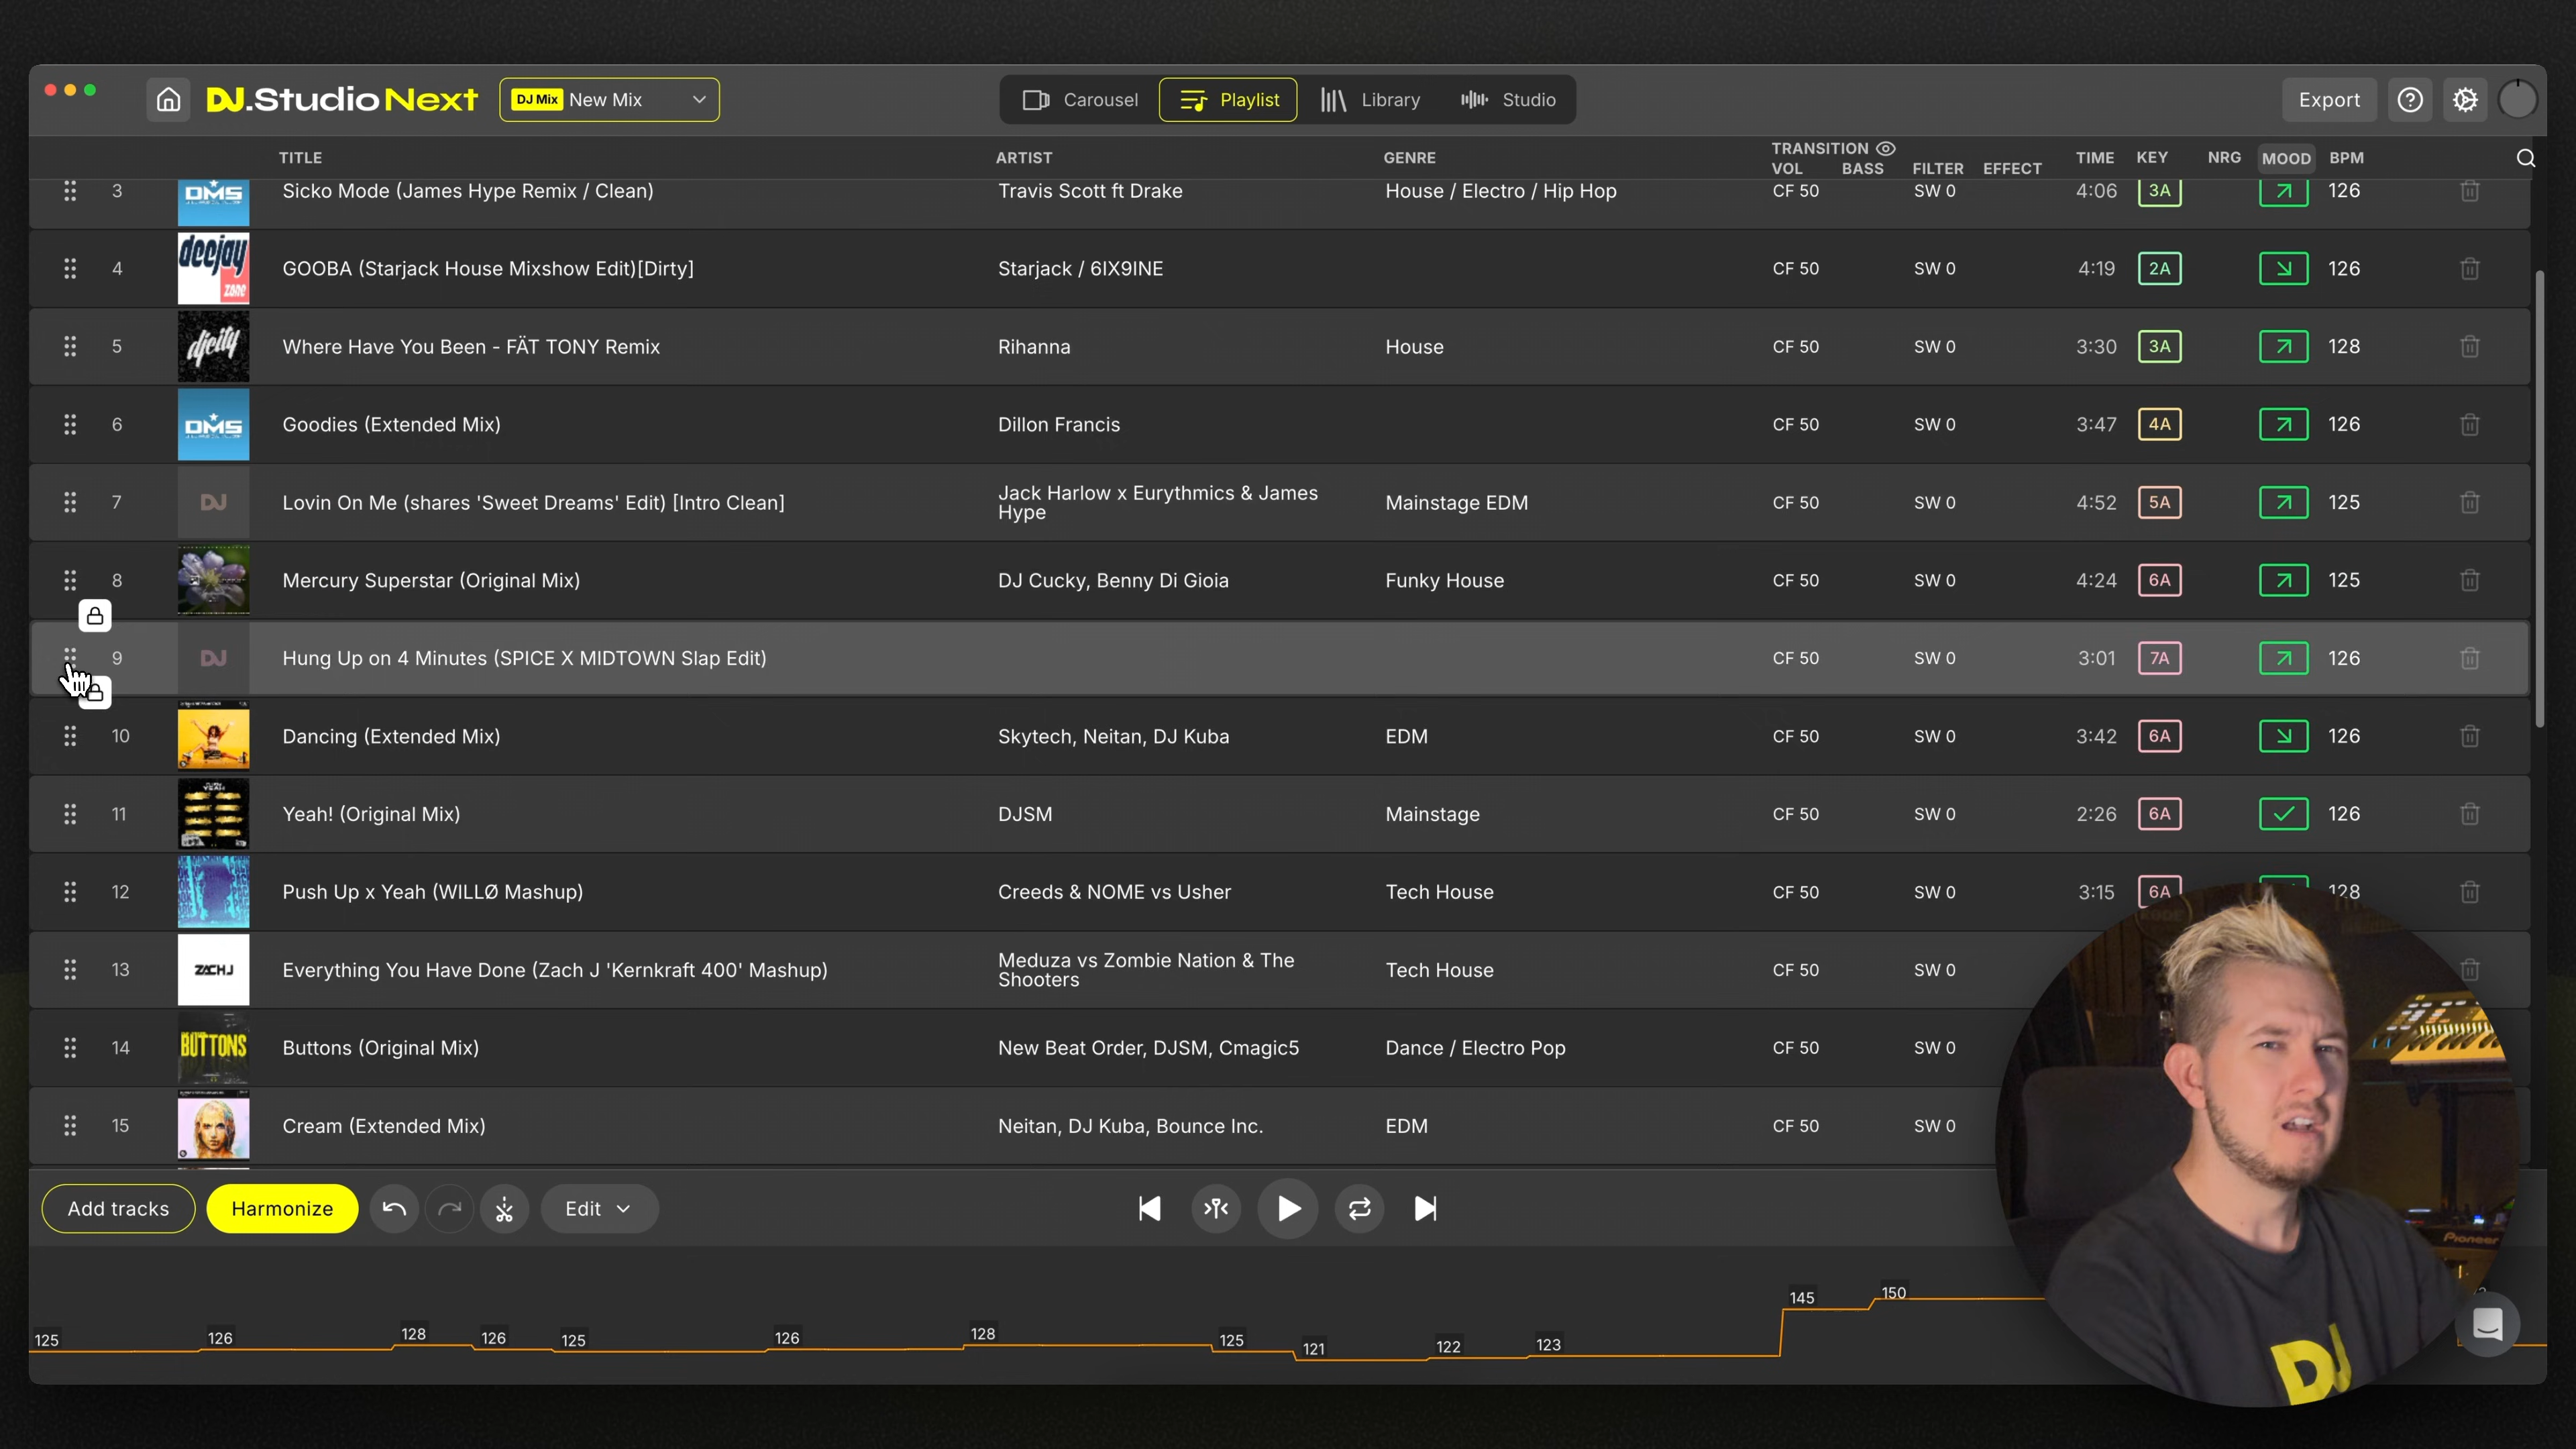 DJ.Studio Next
DJ Mix New Mix
Carousel Playlist Library Studio
Export
TITLE ARTIST GENRE TRANSITION VOL BASS FILTER EFFECT TIME KEY NRG MOOD BPM
3 DMS Sicko Mode (James Hype Remix / Clean) Travis Scott ft Drake House / Electro / Hip Hop CF 50 SW 0 4:06 3A 126
4 deejay zone GOOBA (Starjack House Mixshow Edit)[Dirty] Starjack / 6IX9INE CF 50 SW 0 4:19 2A 126
5 djcity Where Have You Been - FÄT TONY Remix Rihanna House CF 50 SW 0 3:30 3A 128
6 DMS Goodies (Extended Mix) Dillon Francis CF 50 SW 0 3:47 4A 126
7 DJ Lovin On Me (shares 'Sweet Dreams' Edit) [Intro Clean] Jack Harlow x Eurythmics & James Hype Mainstage EDM CF 50 SW 0 4:52 5A 125
8 Mercury Superstar (Original Mix) DJ Cucky, Benny Di Gioia Funky House CF 50 SW 0 4:24 6A 125
9 DJ Hung Up on 4 Minutes (SPICE X MIDTOWN Slap Edit) CF 50 SW 0 3:01 7A 126
10 Dancing (Extended Mix) Skytech, Neitan, DJ Kuba EDM CF 50 SW 0 3:42 6A 126
11 Yeah! (Original Mix) DJSM Mainstage CF 50 SW 0 2:26 6A 126
12 Push Up x Yeah (WILLØ Mashup) Creeds & NOME vs Usher Tech House CF 50 SW 0 3:15 6A 128
13 ZACH J Everything You Have Done (Zach J 'Kernkraft 400' Mashup) Meduza vs Zombie Nation & The Shooters Tech House CF 50 SW 0
14 BUTTONS Buttons (Original Mix) New Beat Order, DJSM, Cmagic5 Dance / Electro Pop CF 50 SW 0
15 Cream (Extended Mix) Neitan, DJ Kuba, Bounce Inc. EDM CF 50 SW 0
Add tracks Harmonize Edit
Pioneer
125 126 128 126 125 126 128 125 121 122 123 145 150
DJ